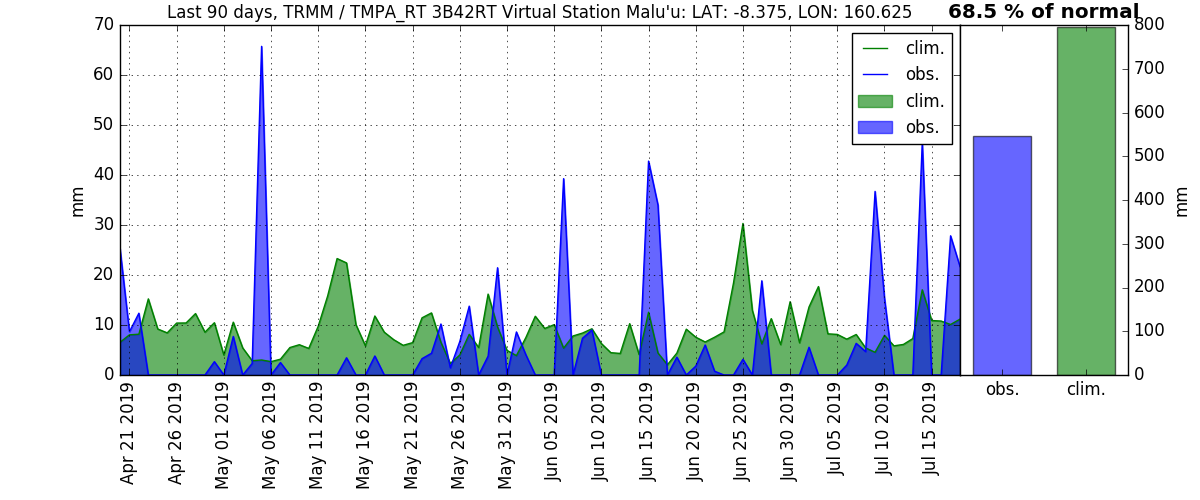 Last 90 days, TRMM / TMPA_RT 3B42RT Virtual Station Malu'u: LAT: -8.375, LON: 160.625
68.5 % of normal
clim.
obs.
clim.
obs.
mm
70
60
50
40
30
20
10
0
Apr 21 2019
Apr 26 2019
May 01 2019
May 06 2019
May 11 2019
May 16 2019
May 21 2019
May 26 2019
May 31 2019
Jun 05 2019
Jun 10 2019
Jun 15 2019
Jun 20 2019
Jun 25 2019
Jun 30 2019
Jul 05 2019
Jul 10 2019
Jul 15 2019
800
700
600
500
400
300
200
100
0
mm
obs.
clim.